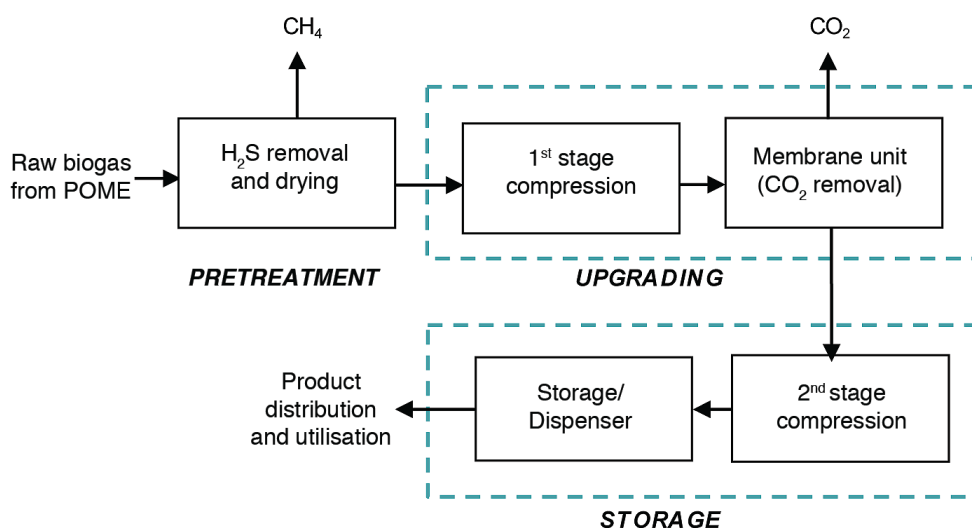 CH₄
CO₂
Raw biogas
from POME
H₂S removal
and drying
1ˢᵗ stage
compression
Membrane unit
(CO₂ removal)
PRETREATMENT
UPGRADING
Product
distribution
and utilisation
Storage/
Dispenser
2ⁿᵈ stage
compression
STORAGE